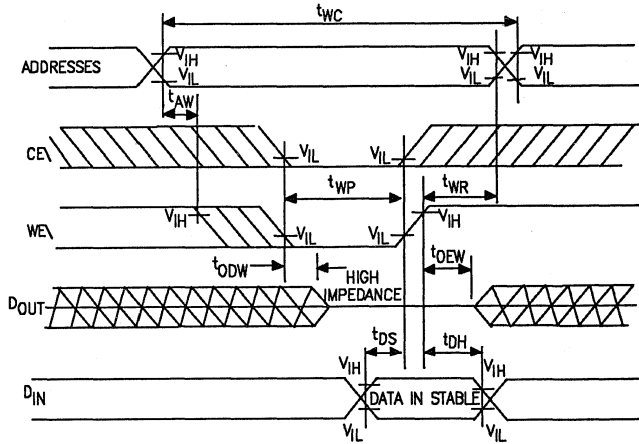 tWC
ADDRESSES
VIH
VIL
VIH
VIL
VIH
VIL
tAW
CE\
VIL
VIL
tWP
tWR
WE\
VIH
VIL
VIL
VIH
tODW
HIGH
IMPEDANCE
tOEW
DOUT
tDS
tDH
VIH
VIH
DIN
DATA IN STABLE
VIL
VIL